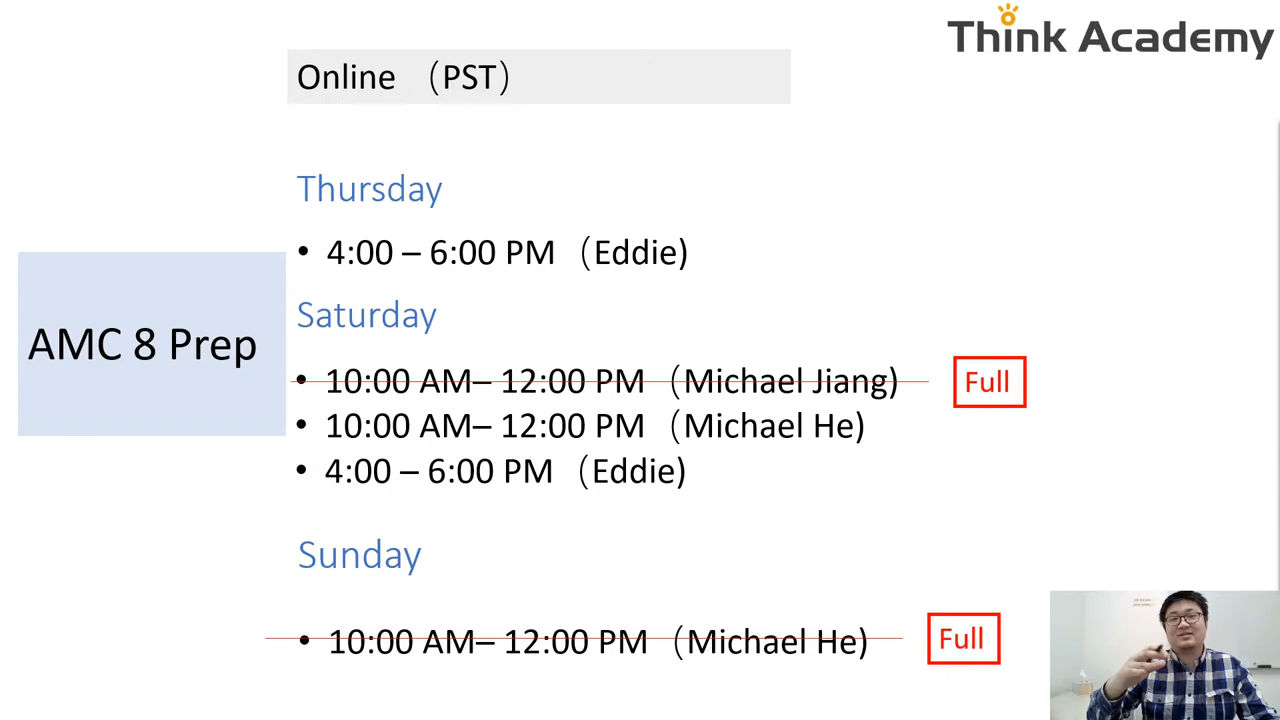 Think Academy
Online （PST）
Thursday
• 4:00 – 6:00 PM （Eddie)
Saturday
AMC 8 Prep
• 10:00 AM– 12:00 PM （Michael Jiang)
Full
• 10:00 AM– 12:00 PM （Michael He)
• 4:00 – 6:00 PM （Eddie)
Sunday
• 10:00 AM– 12:00 PM （Michael He)
Full